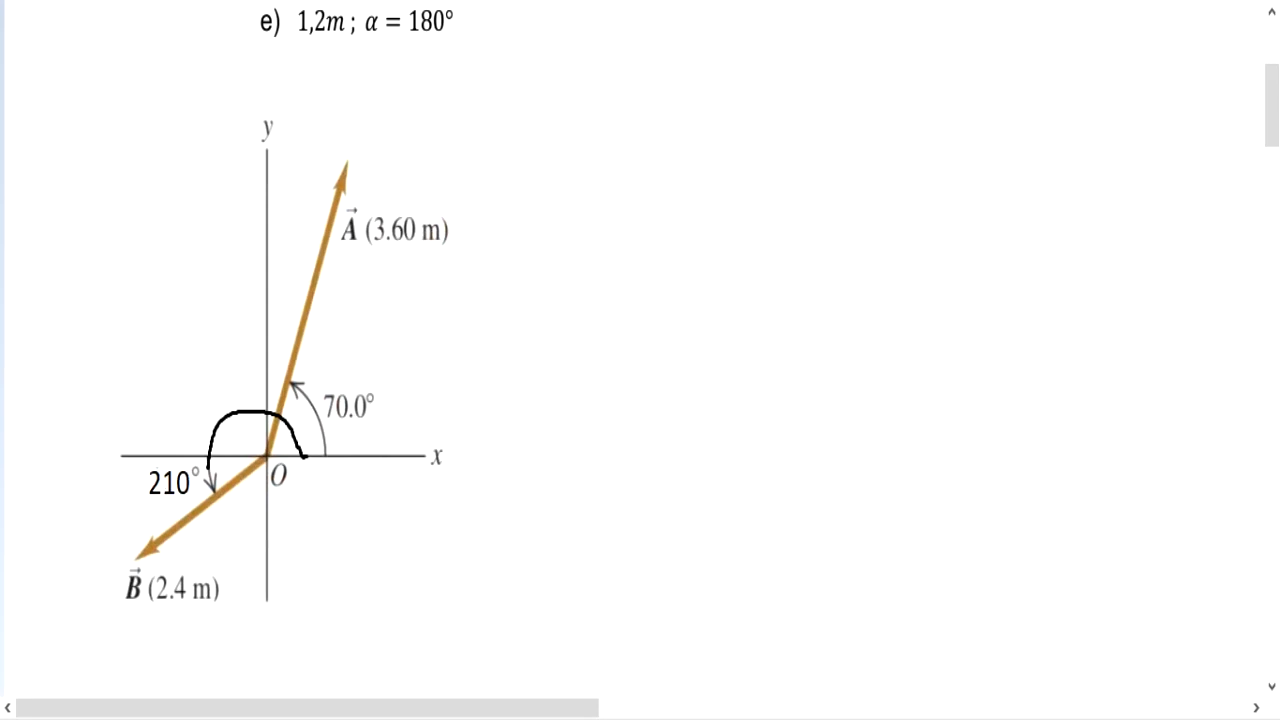 e) 1,2m ; α = 180°
y
A⃗ (3.60 m)
70.0°
x
O
210°
B⃗ (2.4 m)